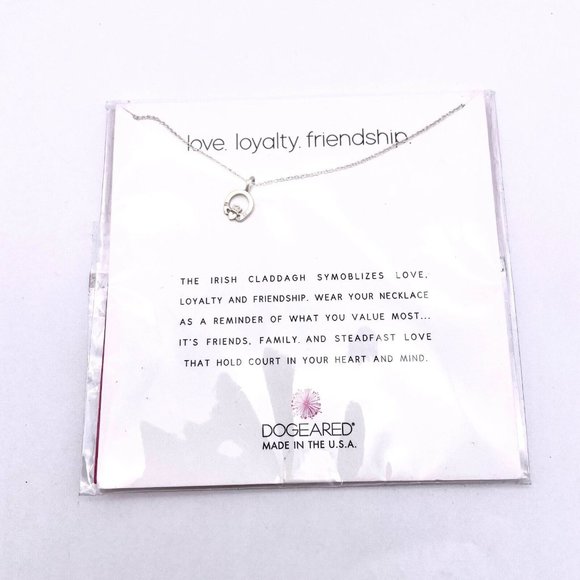 love. loyalty. friendship.
THE IRISH CLADDAGH SYMOBLIZES LOVE,
LOYALTY AND FRIENDSHIP. WEAR YOUR NECKLACE
AS A REMINDER OF WHAT YOU VALUE MOST...
IT'S FRIENDS, FAMILY, AND STEADFAST LOVE
THAT HOLD COURT IN YOUR HEART AND MIND.
DOGEARED®
MADE IN THE U.S.A.